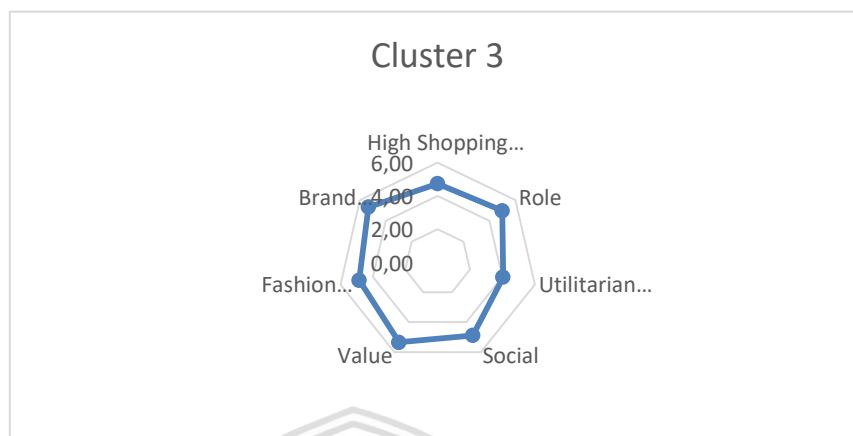 Cluster 3
High Shopping...
6,00
Brand...
4,00
Role
2,00
0,00
Fashion...
Utilitarian...
Value
Social